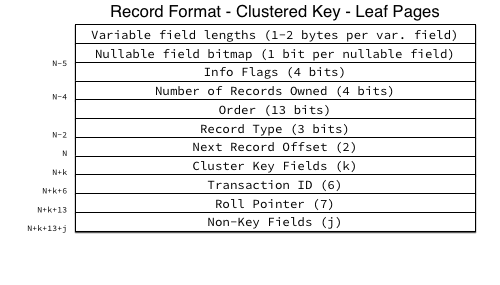 Record Format - Clustered Key - Leaf Pages
Variable field lengths (1-2 bytes per var. field)
Nullable field bitmap (1 bit per nullable field)
N-5
Info Flags (4 bits)
Number of Records Owned (4 bits)
N-4
Order (13 bits)
Record Type (3 bits)
N-2
Next Record Offset (2)
N
Cluster Key Fields (k)
N+k
Transaction ID (6)
N+k+6
Roll Pointer (7)
N+k+13
Non-Key Fields (j)
N+k+13+j